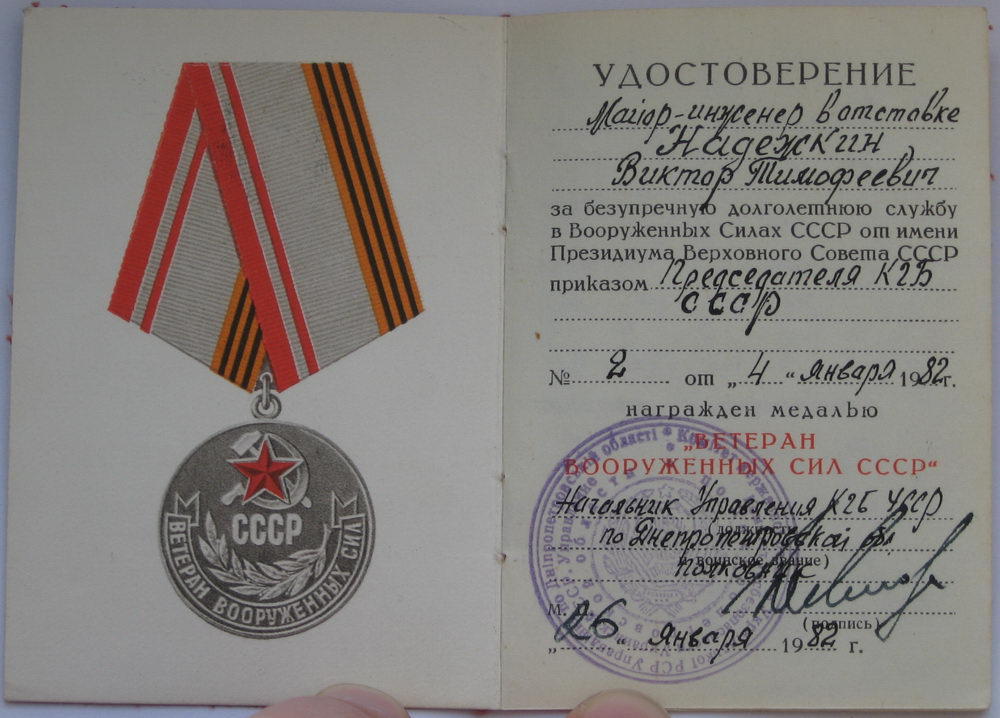 СССР
ВЕТЕРАН ВООРУЖЕННЫХ СИЛ
УДОСТОВЕРЕНИЕ
Майор-инженер в отставке
Надежкин
Виктор Тимофеевич
за безупречную долголетнюю службу
в Вооруженных Силах СССР от имени
Президиума Верховного Совета СССР
приказом Председателя КГБ
СССР
№ 2 от „4“ января 1982 г.
награжден медалью
„ВЕТЕРАН
ВООРУЖЕННЫХ СИЛ СССР“
Начальник Управления КГБ УССР
(должность
по Днепропетровской обл
и воинское звание)
полковник
М.
(подпись)
„26“ января 1982 г.